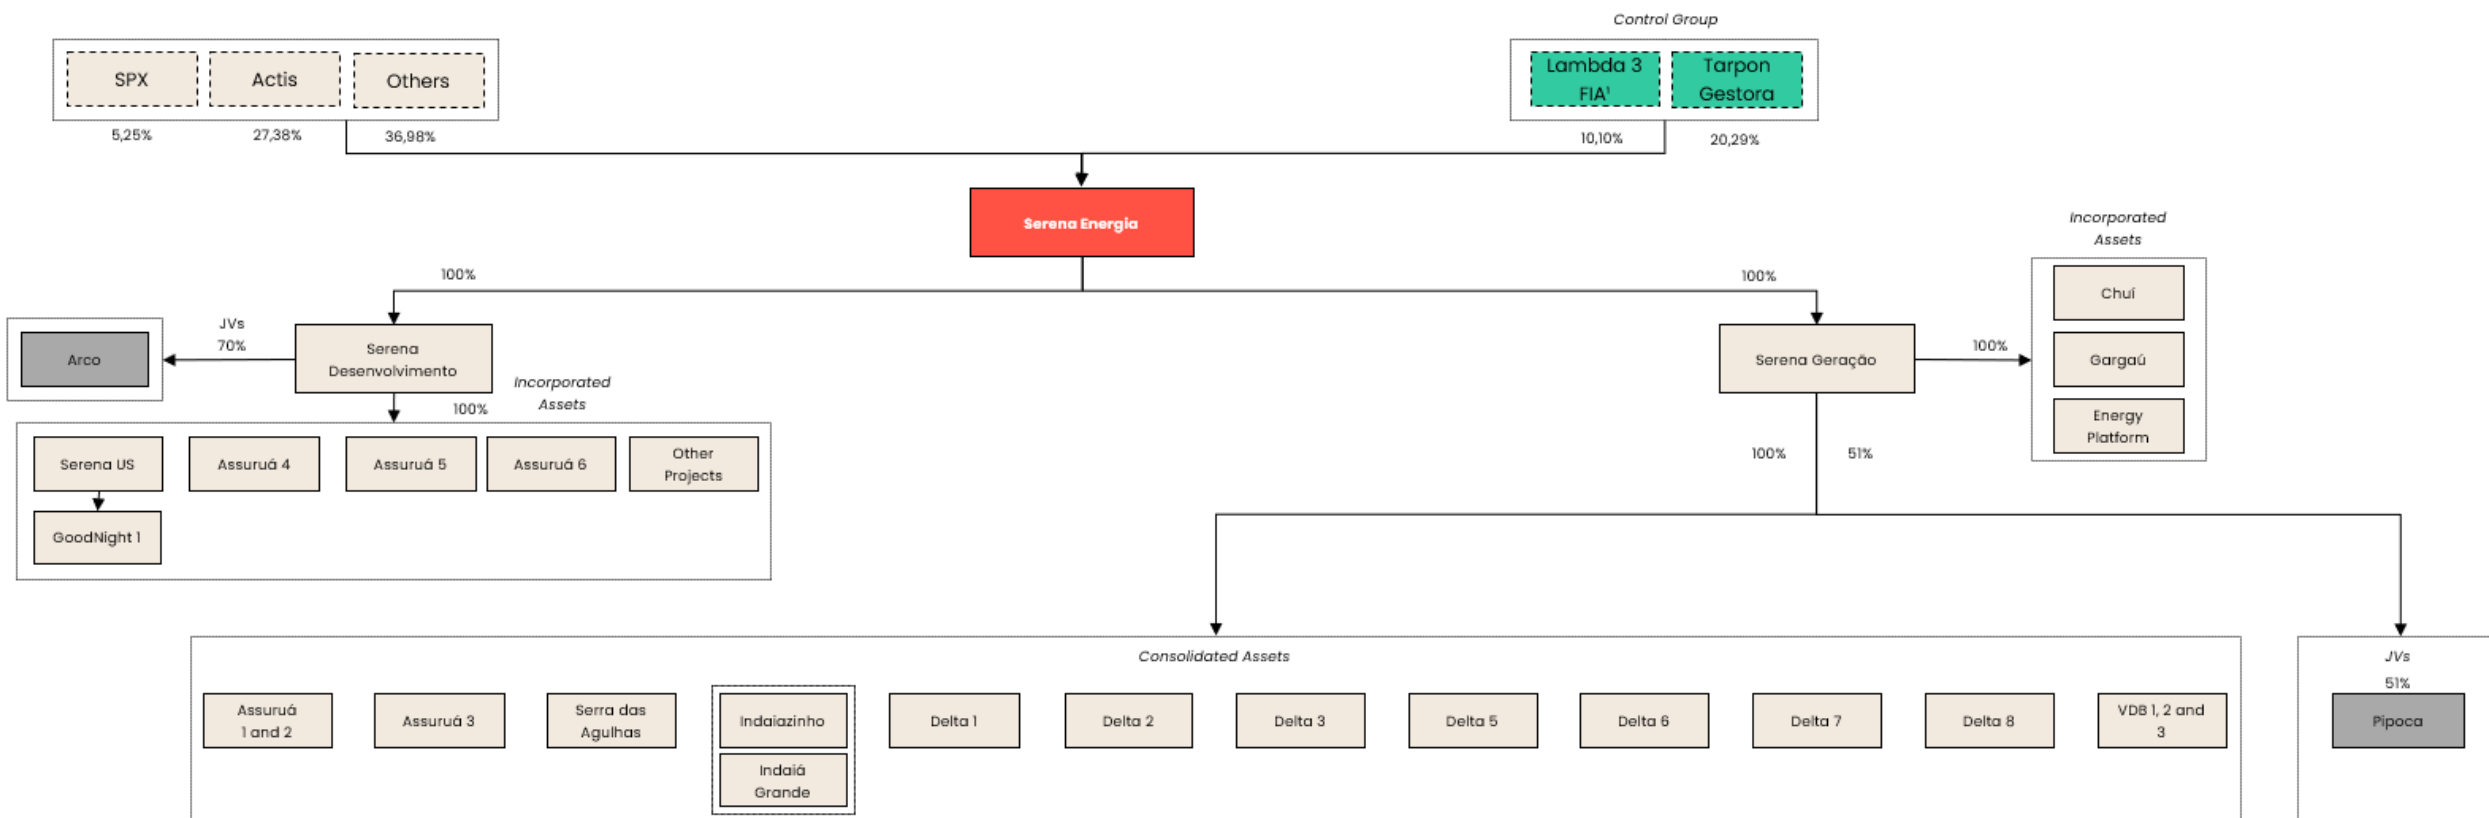 Control Group
SPX
Actis
Others
Lambda 3
FIA¹
Tarpon
Gestora
5,25%
27,38%
36,98%
10,10%
20,29%
Serena Energia
Incorporated
Assets
100%
100%
Chuí
JVs
70%
Arco
Serena
Desenvolvimento
Serena Geração
100%
Gargaú
Incorporated
Assets
100%
Energy
Platform
Serena US
Assuruá 4
Assuruá 5
Assuruá 6
Other
Projects
100%
51%
GoodNight 1
Consolidated Assets
JVs
51%
Assuruá
1 and 2
Assuruá 3
Serra das
Agulhas
Indaiazinho
Delta 1
Delta 2
Delta 3
Delta 5
Delta 6
Delta 7
Delta 8
VDB 1, 2 and
3
Pipoca
Indaiá
Grande